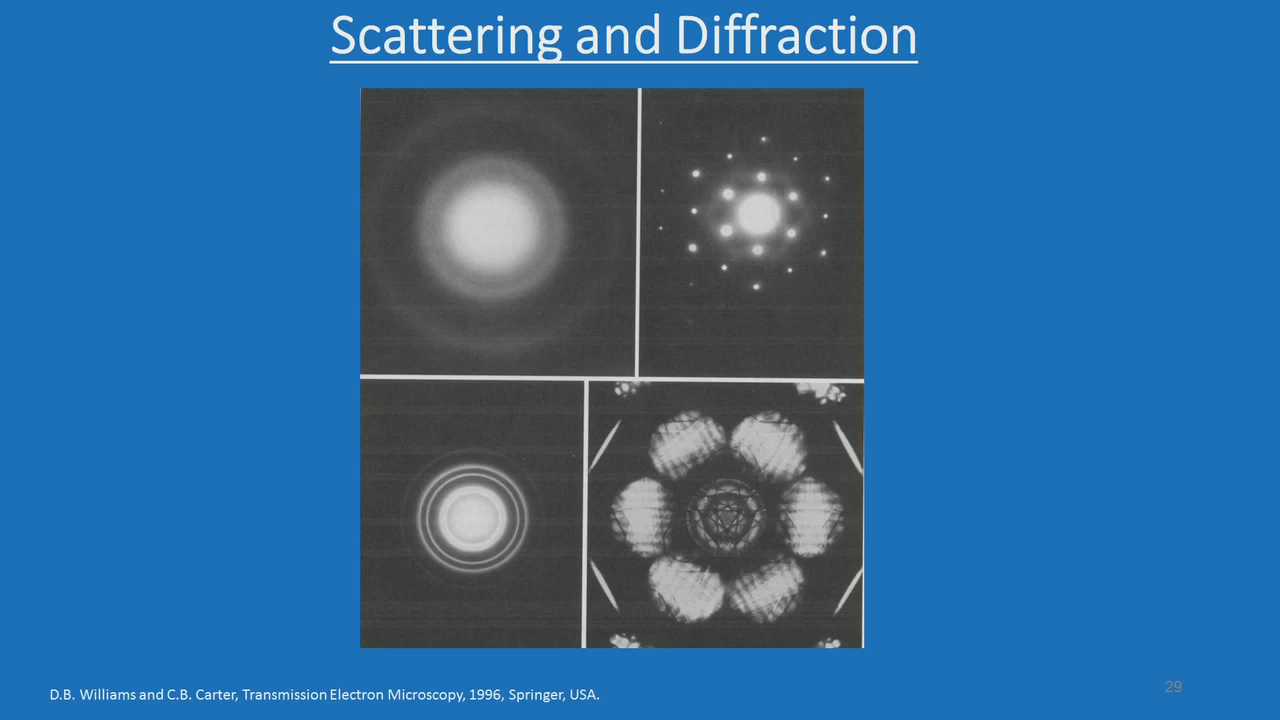 Scattering and Diffraction
D.B. Williams and C.B. Carter, Transmission Electron Microscopy, 1996, Springer, USA.
29